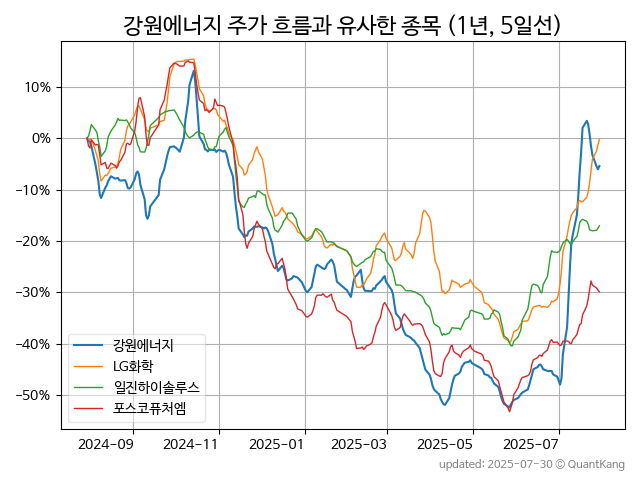 강원에너지 주가 흐름과 유사한 종목 (1년, 5일선)
10%
0%
−10%
−20%
−30%
−40%
−50%
강원에너지
LG화학
일진하이솔루스
포스코퓨처엠
2024-09
2024-11
2025-01
2025-03
2025-05
2025-07
updated: 2025-07-30 © QuantKang